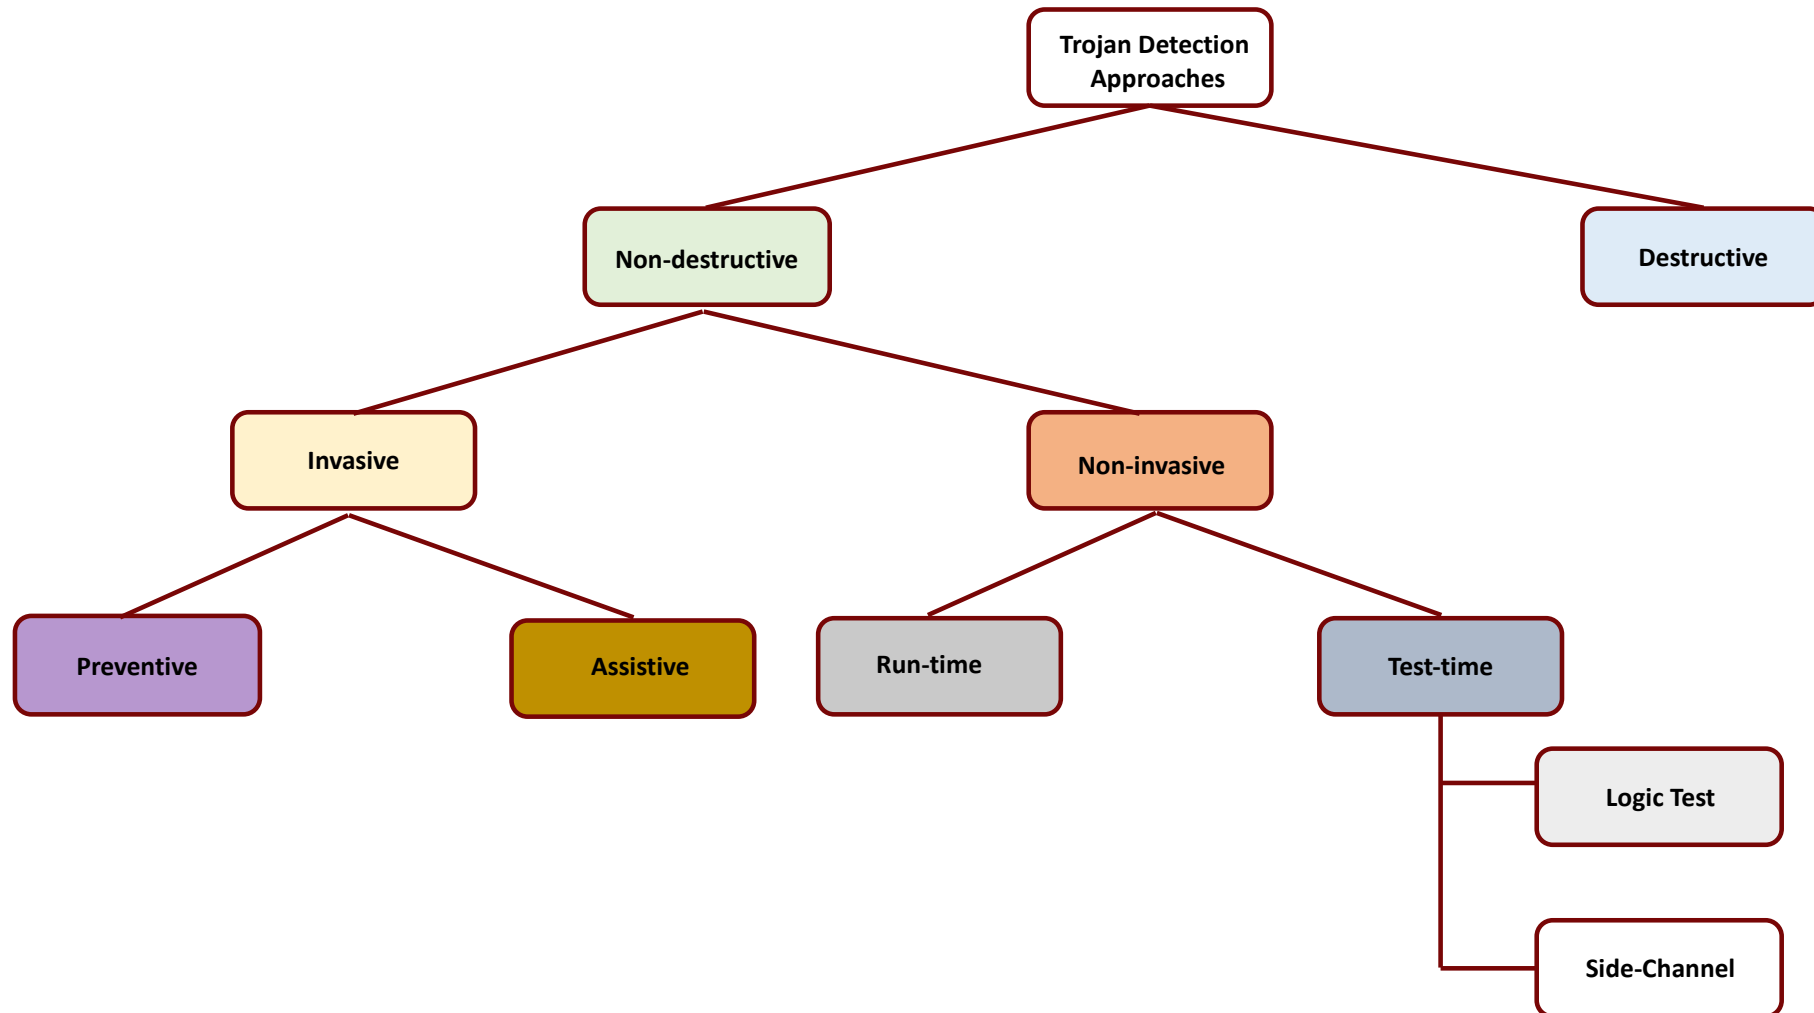 Trojan Detection
Approaches
Non-destructive
Destructive
Invasive
Non-invasive
Preventive
Assistive
Run-time
Test-time
Logic Test
Side-Channel